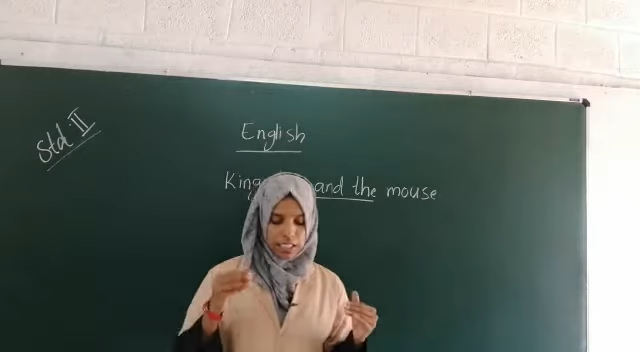 Std. II
English
King and the mouse